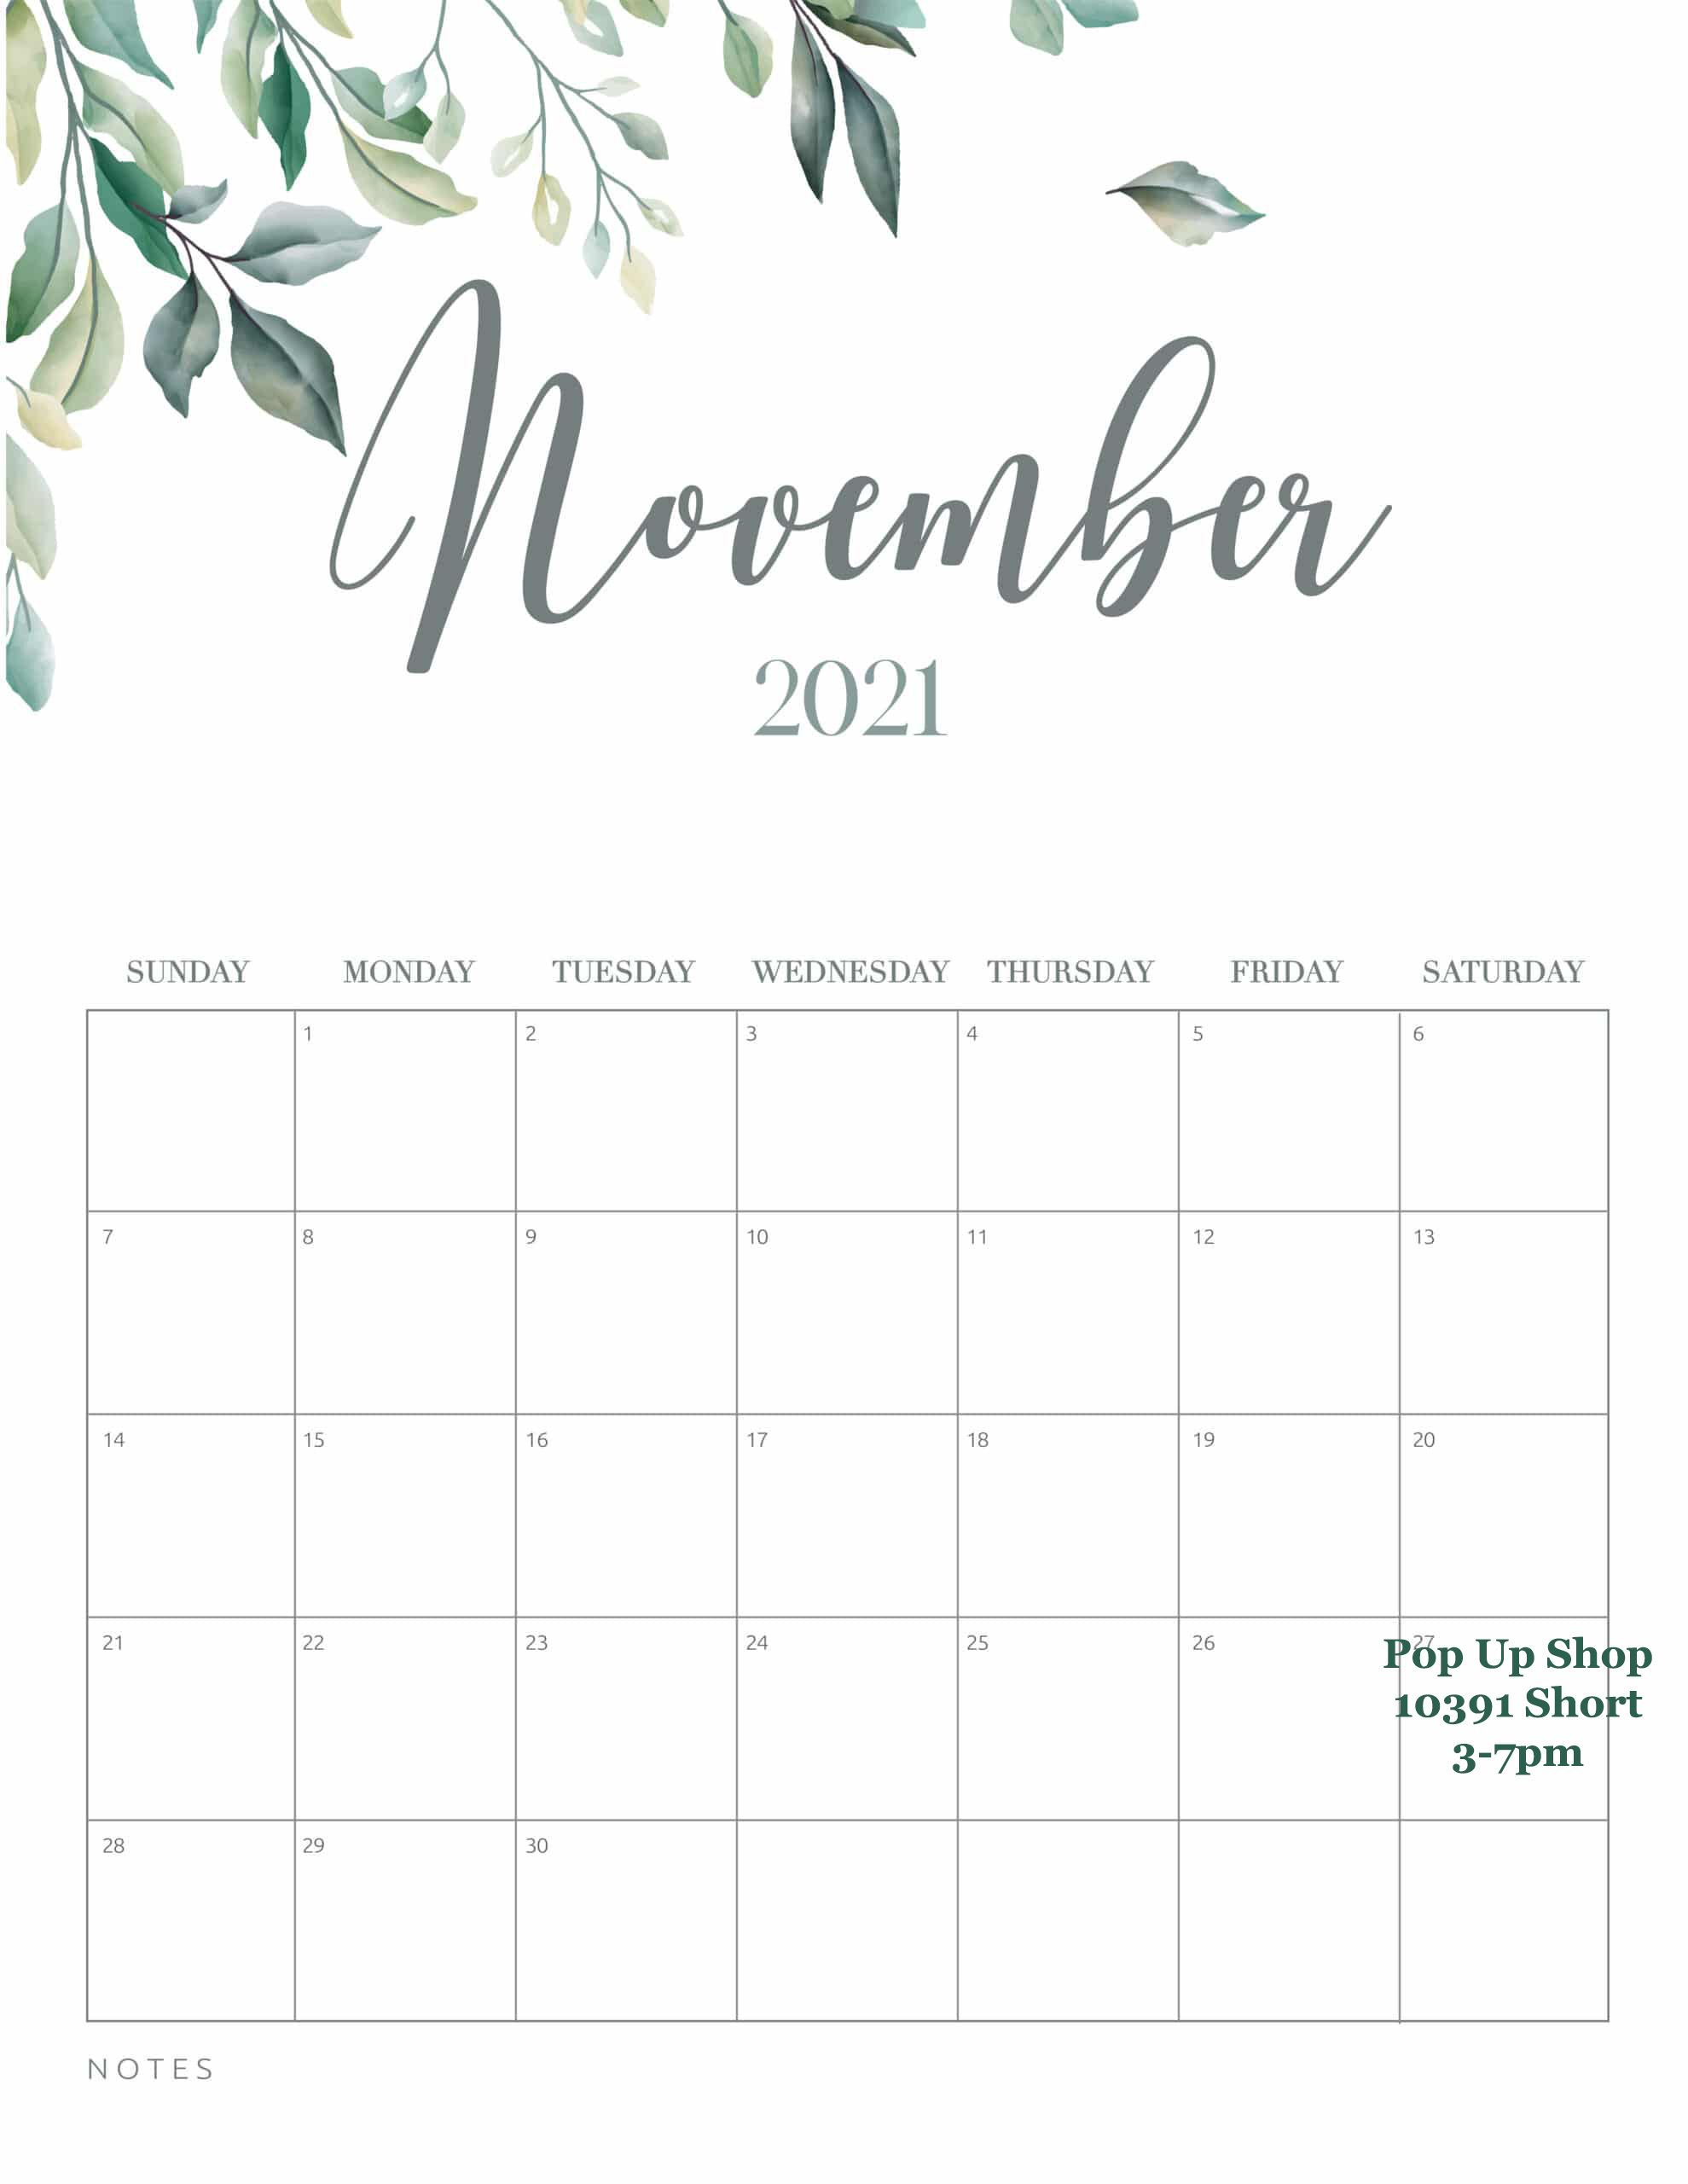 November
2021
SUNDAY MONDAY TUESDAY WEDNESDAY THURSDAY FRIDAY SATURDAY
1 2 3 4 5 6
7 8 9 10 11 12 13
14 15 16 17 18 19 20
21 22 23 24 25 26 27
Pop Up Shop
10391 Short
3-7pm
28 29 30
NOTES